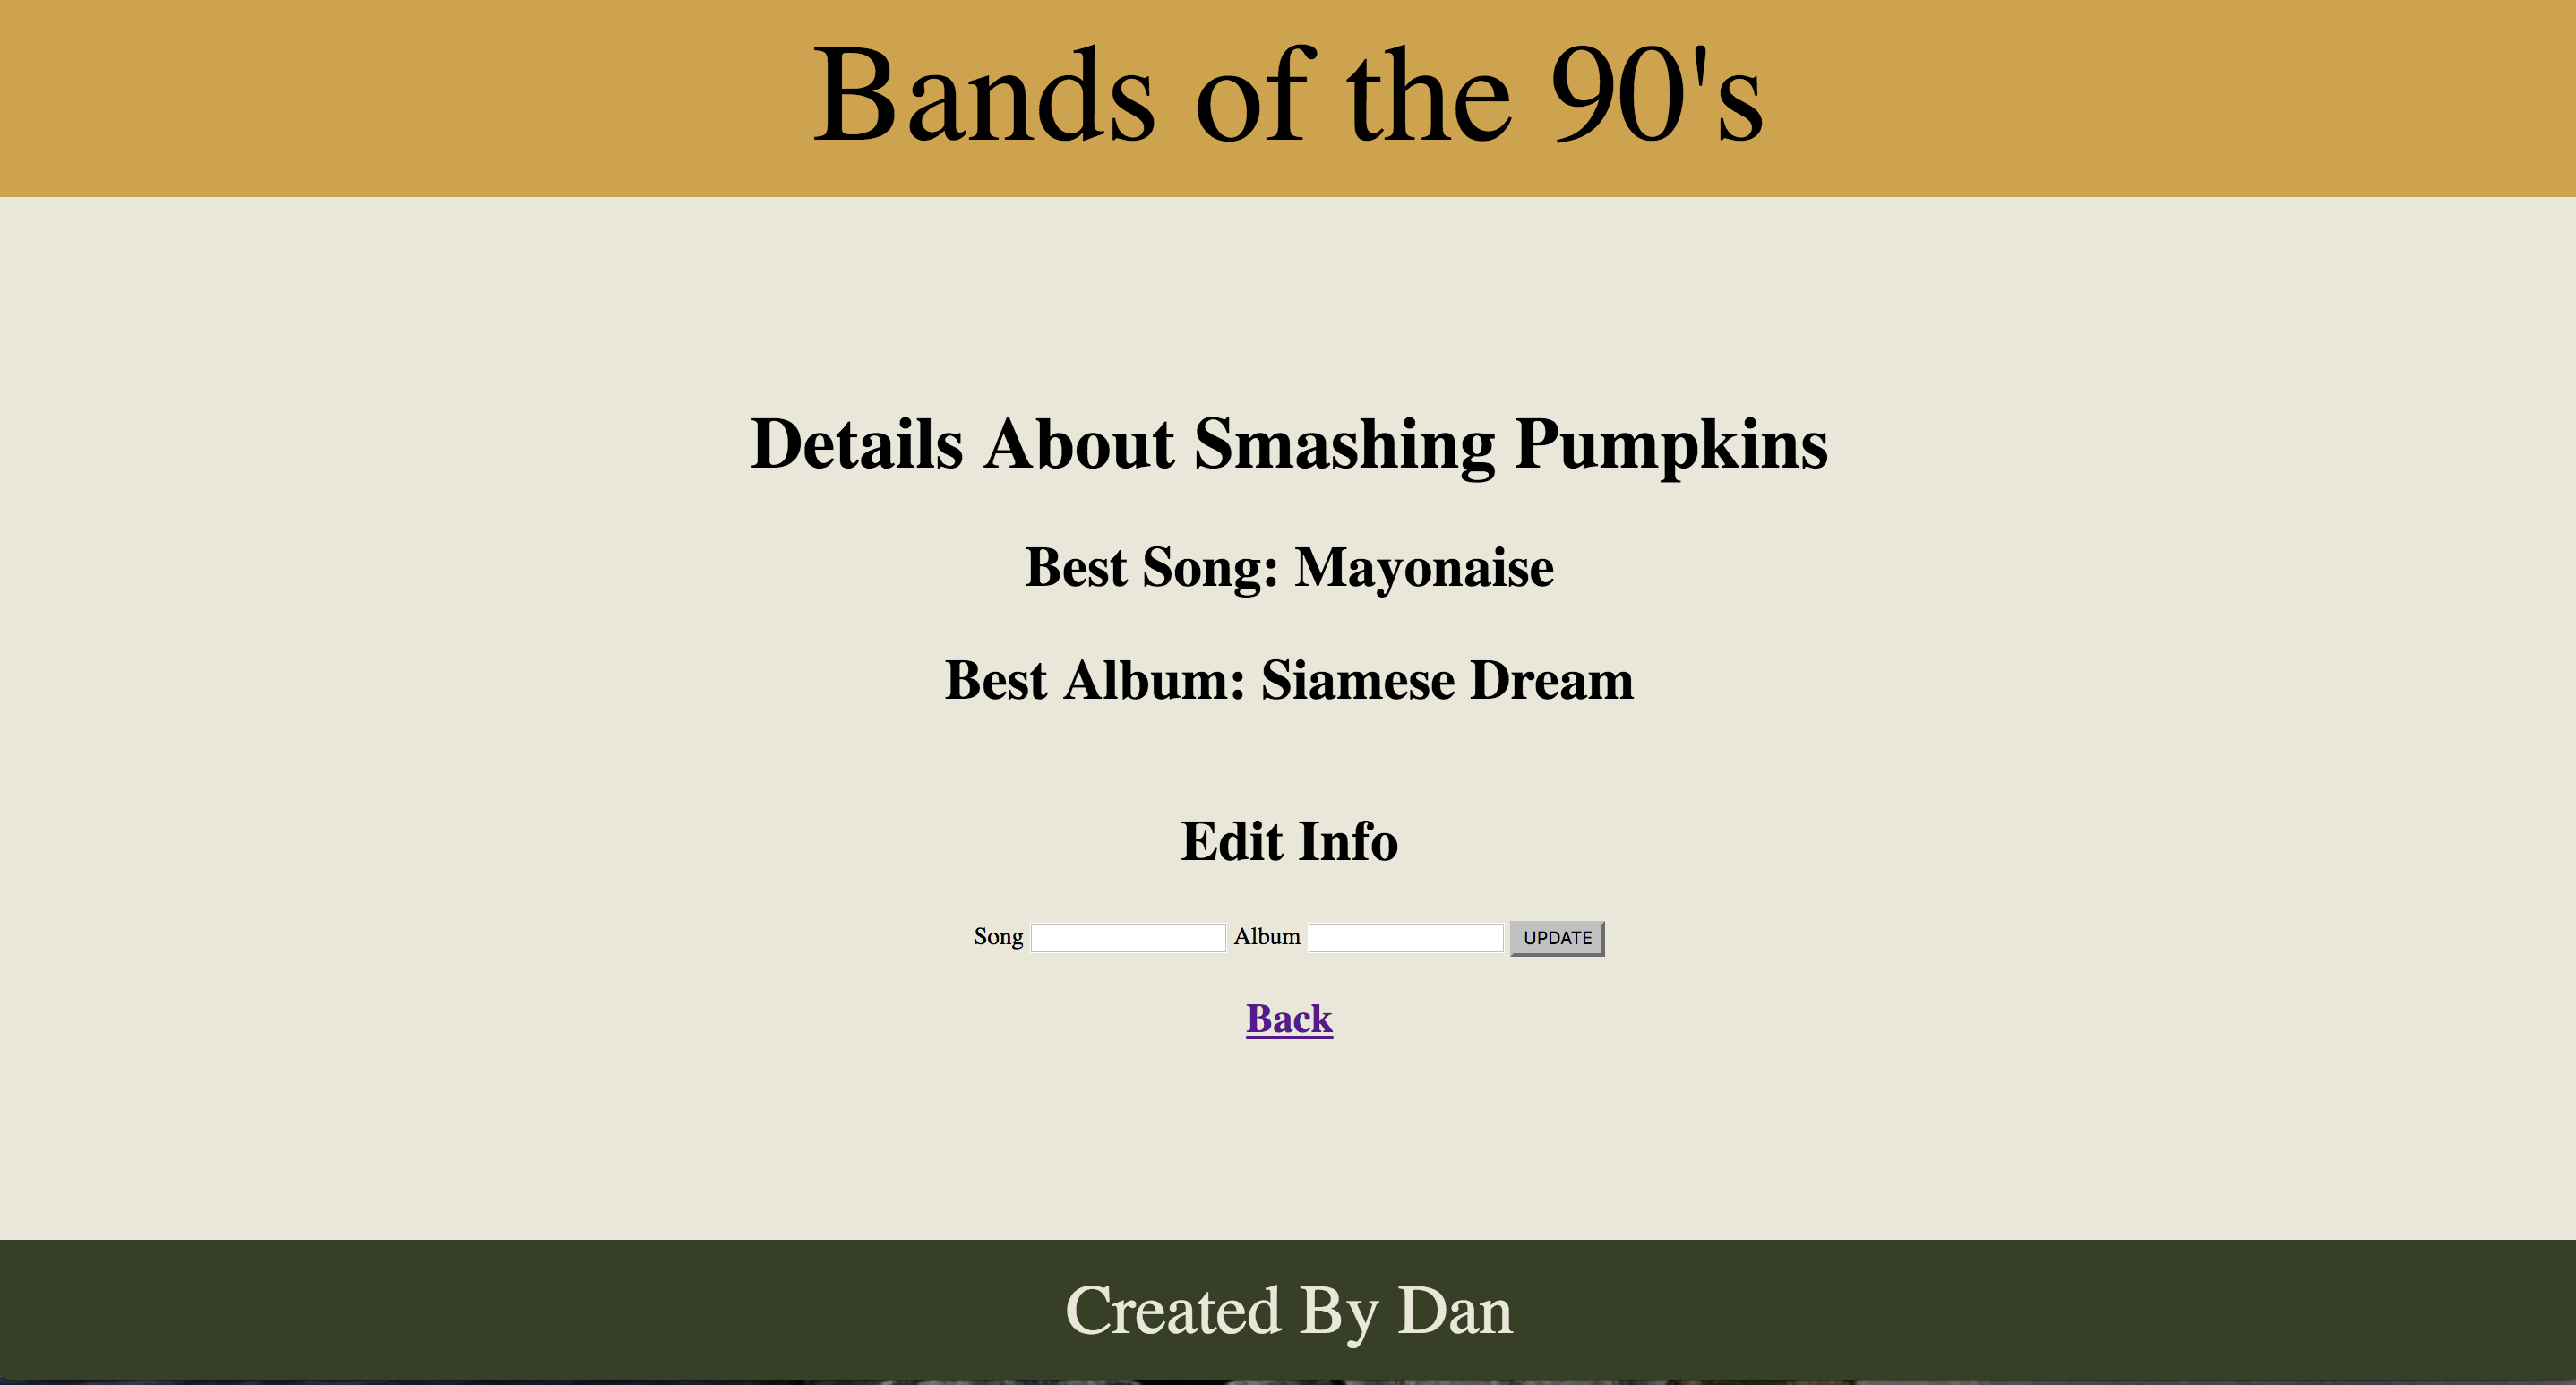 Bands of the 90's
Details About Smashing Pumpkins
Best Song: Mayonaise
Best Album: Siamese Dream
Edit Info
Song Album UPDATE
Back
Created By Dan